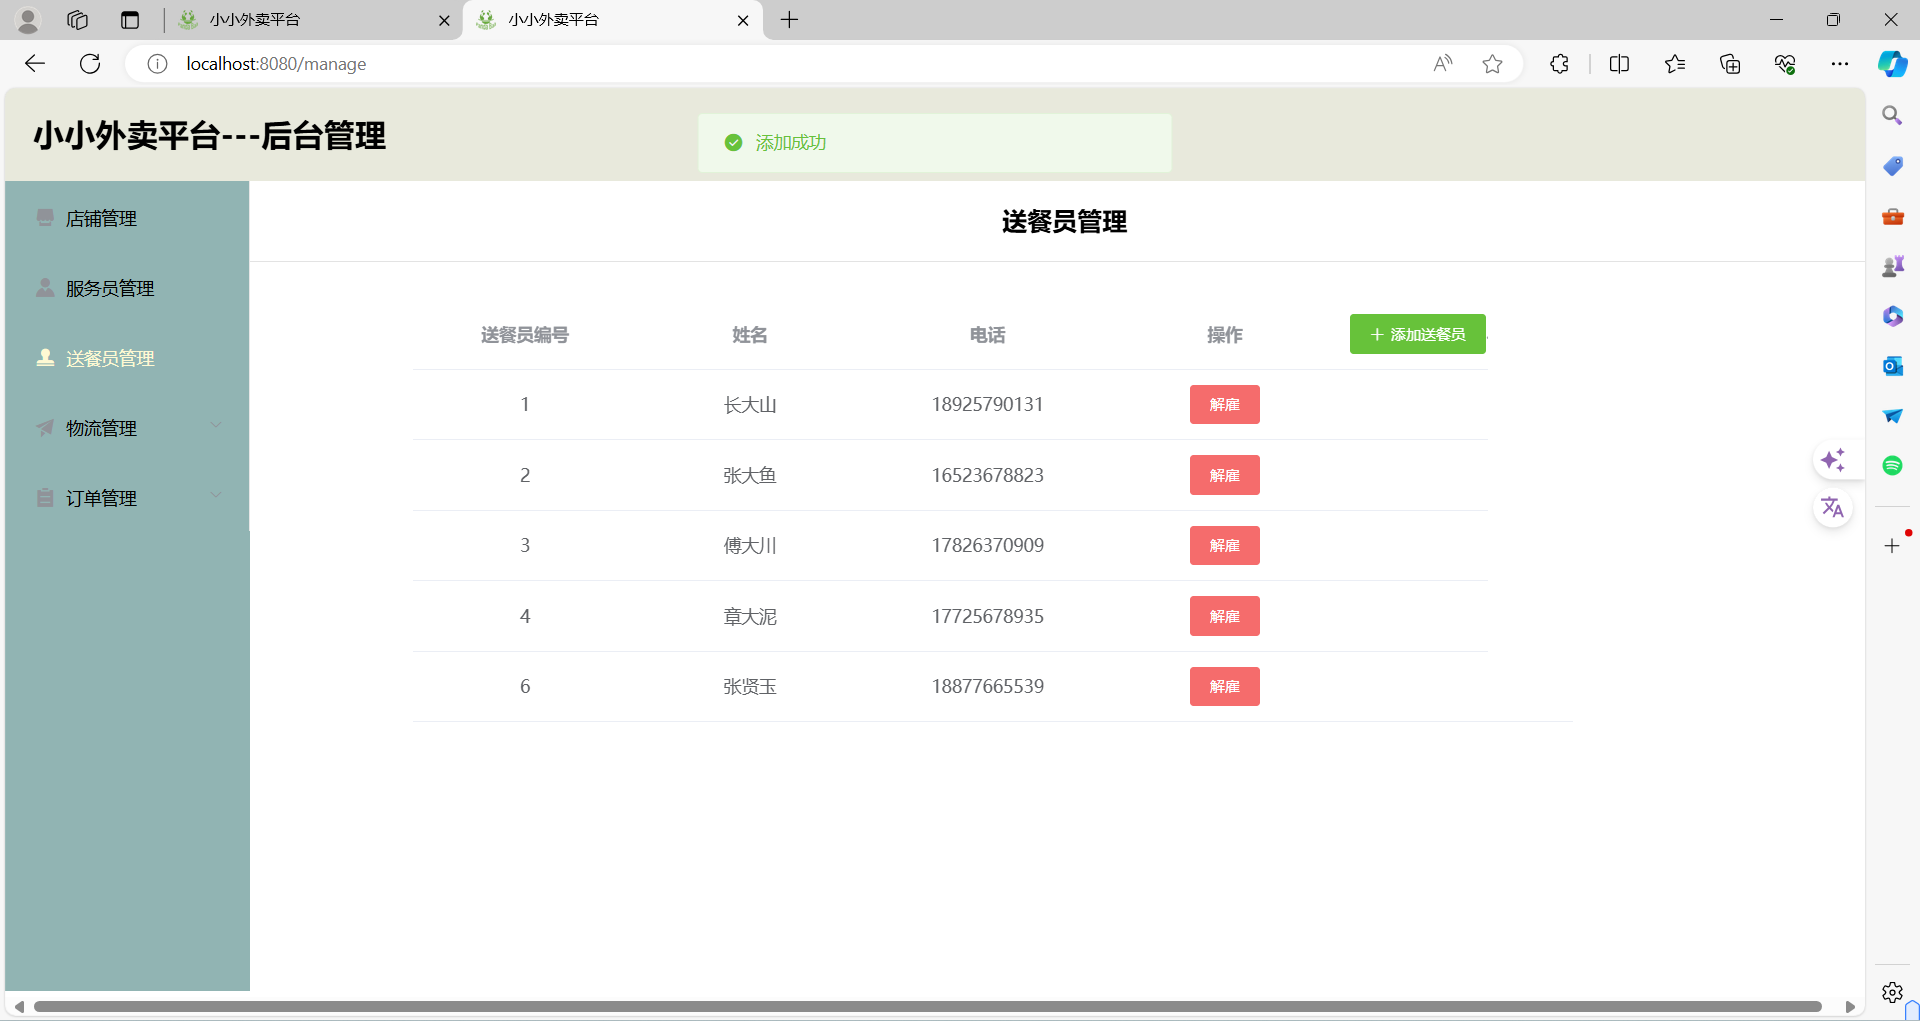 小小外卖平台
小小外卖平台
localhost:8080/manage
小小外卖平台---后台管理
添加成功
店铺管理
服务员管理
送餐员管理
物流管理
订单管理
送餐员管理
送餐员编号 姓名 电话 操作 添加送餐员
1 长大山 18925790131 解雇
2 张大鱼 16523678823 解雇
3 傅大川 17826370909 解雇
4 章大泥 17725678935 解雇
6 张贤玉 18877665539 解雇